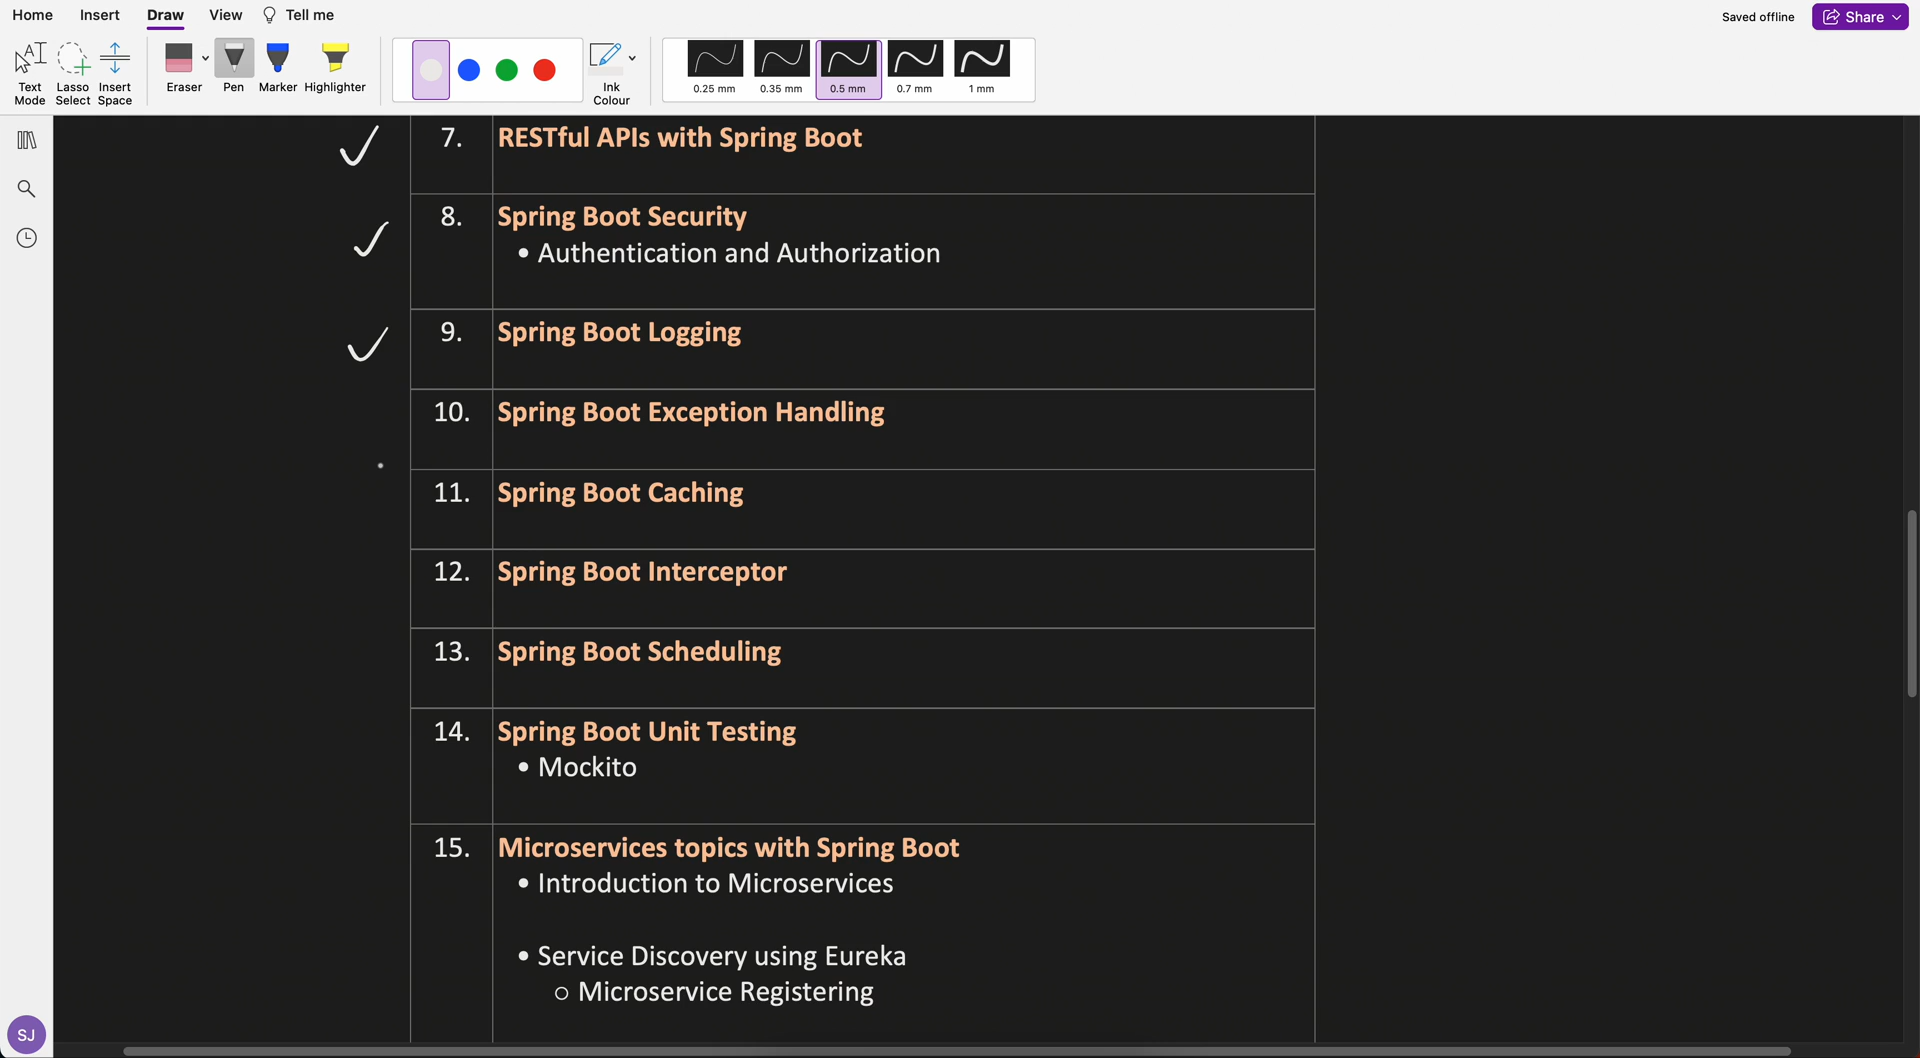 Home Insert Draw View Tell me
Saved offline Share
Text Mode
Lasso Select
Insert Space
Eraser
Pen
Marker
Highlighter
Ink Colour
0.25 mm
0.35 mm
0.5 mm
0.7 mm
1 mm
7. RESTful APIs with Spring Boot
8. Spring Boot Security
• Authentication and Authorization
9. Spring Boot Logging
10. Spring Boot Exception Handling
11. Spring Boot Caching
12. Spring Boot Interceptor
13. Spring Boot Scheduling
14. Spring Boot Unit Testing
• Mockito
15. Microservices topics with Spring Boot
• Introduction to Microservices
• Service Discovery using Eureka
○ Microservice Registering
SJ